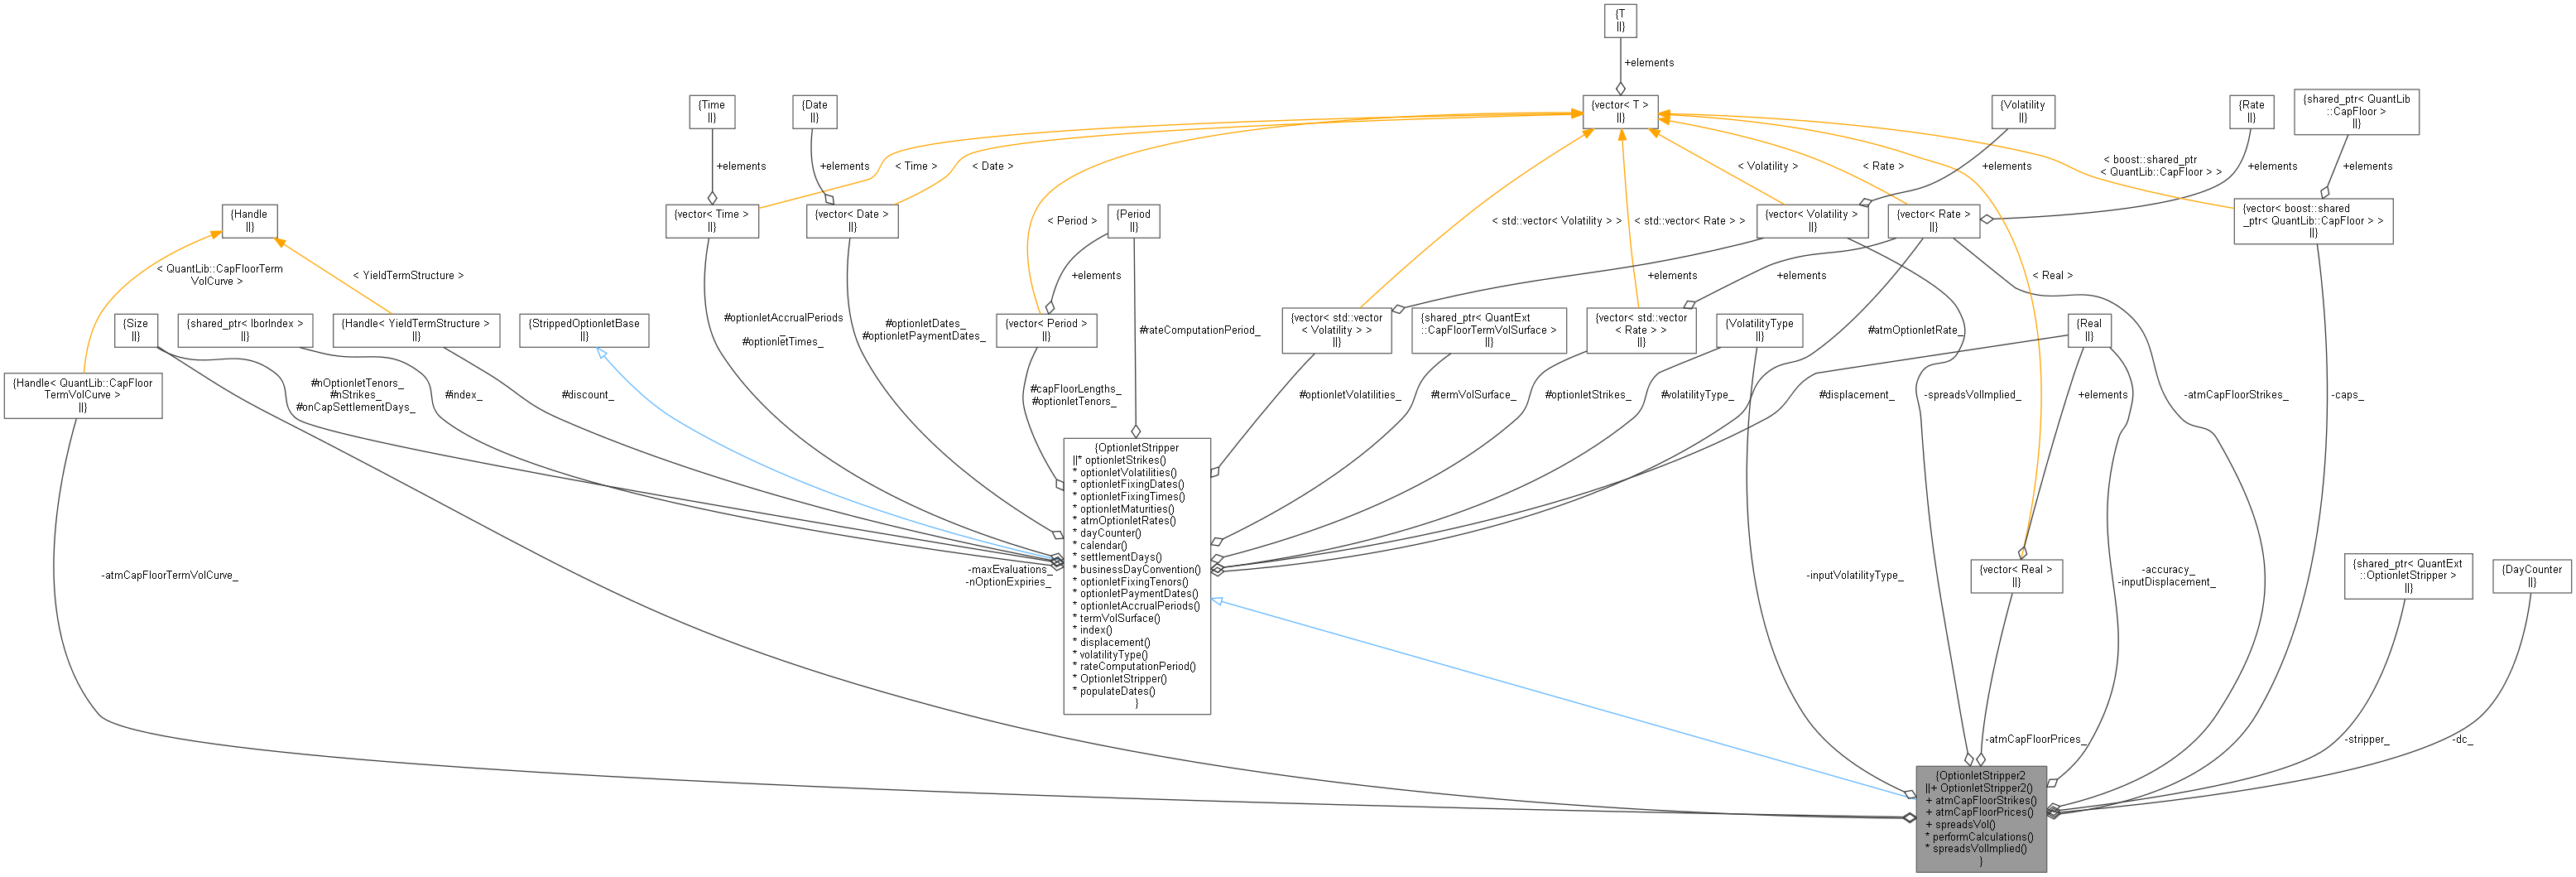 {T
||}
+elements
{Time
||}
{Date
||}
{vector< T >
||}
{Volatility
||}
{Rate
||}
{shared_ptr< QuantLib
::CapFloor >
||}
+elements
+elements
< Time >
< Date >
< Volatility >
< Rate >
+elements
< boost::shared_ptr
< QuantLib::CapFloor > >
+elements
+elements
{Handle
||}
{vector< Time >
||}
{vector< Date >
||}
< Period >
{Period
||}
< std::vector< Volatility > >
< std::vector< Rate > >
{vector< Volatility >
||}
{vector< Rate >
||}
{vector< boost::shared
_ptr< QuantLib::CapFloor > >
||}
< QuantLib::CapFloorTerm
VolCurve >
< YieldTermStructure >
+elements
+elements
+elements
< Real >
{Size
||}
{shared_ptr< IborIndex >
||}
{Handle< YieldTermStructure >
||}
{StrippedOptionletBase
||}
#optionletAccrualPeriods
_
#optionletTimes_
#optionletDates_
#optionletPaymentDates_
{vector< Period >
||}
#rateComputationPeriod_
{vector< std::vector
< Volatility > >
||}
{shared_ptr< QuantExt
::CapFloorTermVolSurface >
||}
{vector< std::vector
< Rate > >
||}
{VolatilityType
||}
#atmOptionletRate_
{Real
||}
{Handle< QuantLib::CapFloor
TermVolCurve >
||}
#nOptionletTenors_
#nStrikes_
#onCapSettlementDays_
#index_
#discount_
#capFloorLengths_
#optionletTenors_
#optionletVolatilities_
#termVolSurface_
#optionletStrikes_
#volatilityType_
#displacement_
-spreadsVolImplied_
+elements
-atmCapFloorStrikes_
-caps_
{OptionletStripper
||* optionletStrikes()
* optionletVolatilities()
* optionletFixingDates()
* optionletFixingTimes()
* optionletMaturities()
* atmOptionletRates()
* dayCounter()
* calendar()
* settlementDays()
* businessDayConvention()
* optionletFixingTenors()
* optionletPaymentDates()
* optionletAccrualPeriods()
* termVolSurface()
* index()
* displacement()
* volatilityType()
* rateComputationPeriod()
* OptionletStripper()
* populateDates()
}
-atmCapFloorTermVolCurve_
-maxEvaluations_
-nOptionExpiries_
-inputVolatilityType_
{vector< Real >
||}
-accuracy_
-inputDisplacement_
{shared_ptr< QuantExt
::OptionletStripper >
||}
{DayCounter
||}
-atmCapFloorPrices_
-stripper_
-dc_
{OptionletStripper2
||+ OptionletStripper2()
+ atmCapFloorStrikes()
+ atmCapFloorPrices()
+ spreadsVol()
* performCalculations()
* spreadsVolImplied()
}